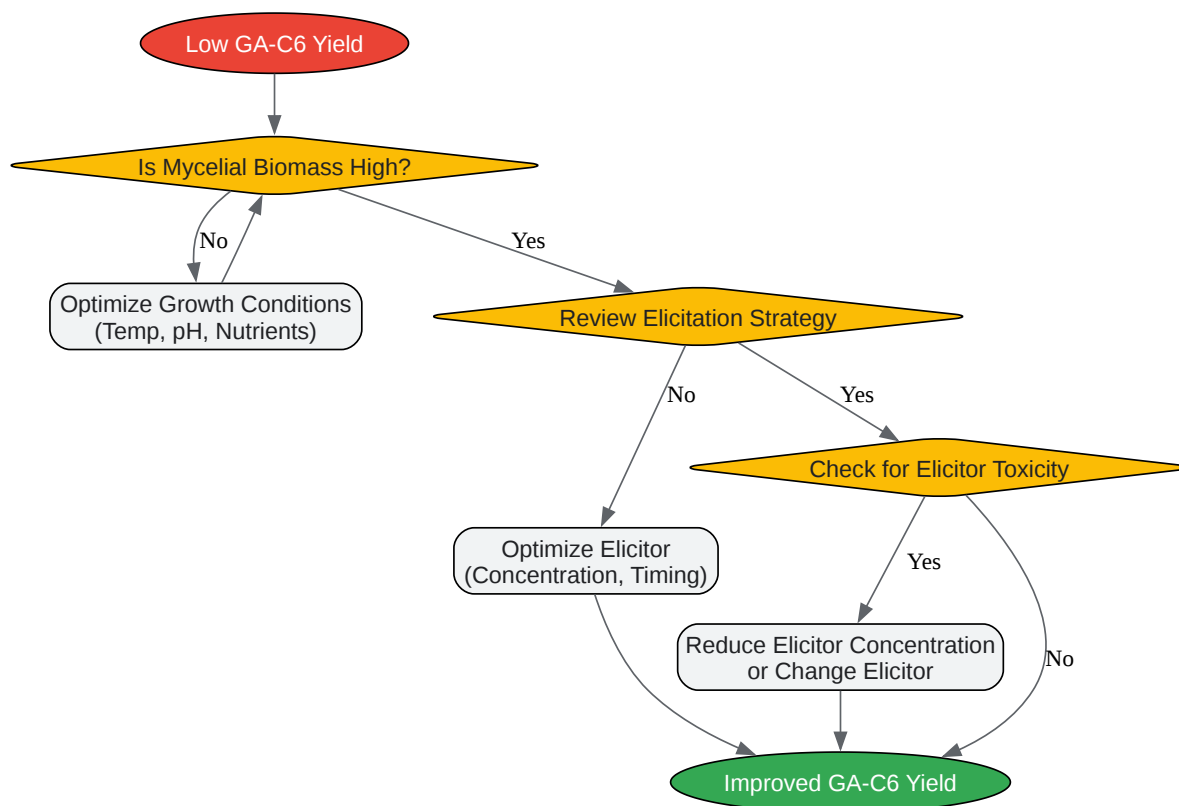 Low GA-C6 Yield
Is Mycelial Biomass High?
No
Yes
Optimize Growth Conditions
(Temp, pH, Nutrients)
Review Elicitation Strategy
No
Yes
Check for Elicitor Toxicity
Optimize Elicitor
(Concentration, Timing)
Yes
No
Reduce Elicitor Concentration
or Change Elicitor
Improved GA-C6 Yield